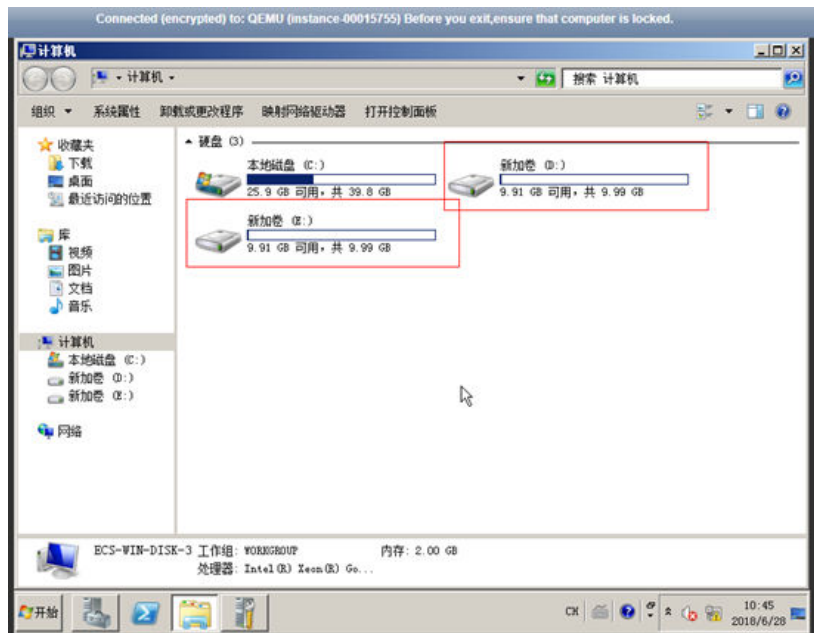 Connected (encrypted) to: QEMU (instance-00015755) Before you exit,ensure that computer is locked.
计算机
计算机
搜索 计算机
组织 系统属性 卸载或更改程序 映射网络驱动器 打开控制面板
收藏夹
下载
桌面
最近访问的位置
库
视频
图片
文档
音乐
计算机
本地磁盘 (C:)
新加卷 (D:)
新加卷 (E:)
网络
硬盘 (3)
本地磁盘 (C:)
25.9 GB 可用，共 39.8 GB
新加卷 (D:)
9.91 GB 可用，共 9.99 GB
新加卷 (E:)
9.91 GB 可用，共 9.99 GB
ECS-WIN-DISK-3 工作组: WORKGROUP 内存: 2.00 GB
处理器: Intel(R) Xeon(R) Go...
开始 CH 10:45
2018/6/28